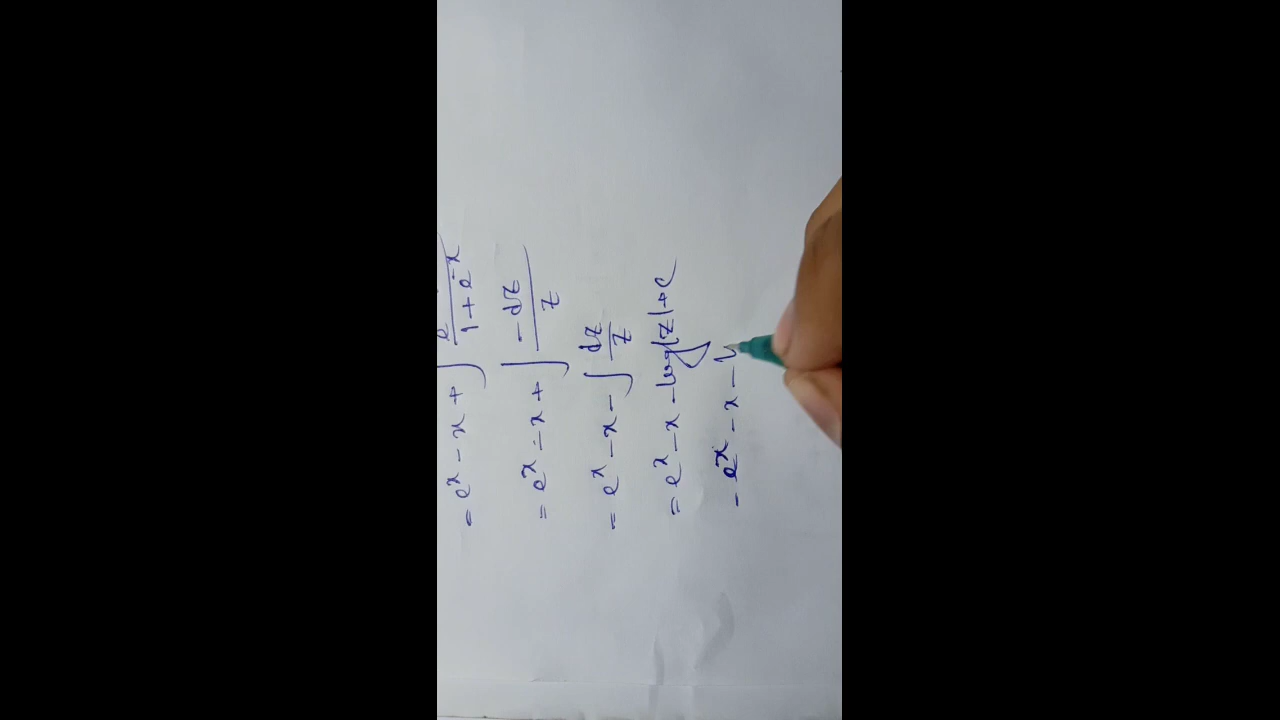 = e^x - x + ∫ e / 1 + e^-x
= e^x - x + ∫ -dz / z
= e^x - x - ∫ dz / z
= e^x - x - log|z| + c
- e^x - x - l